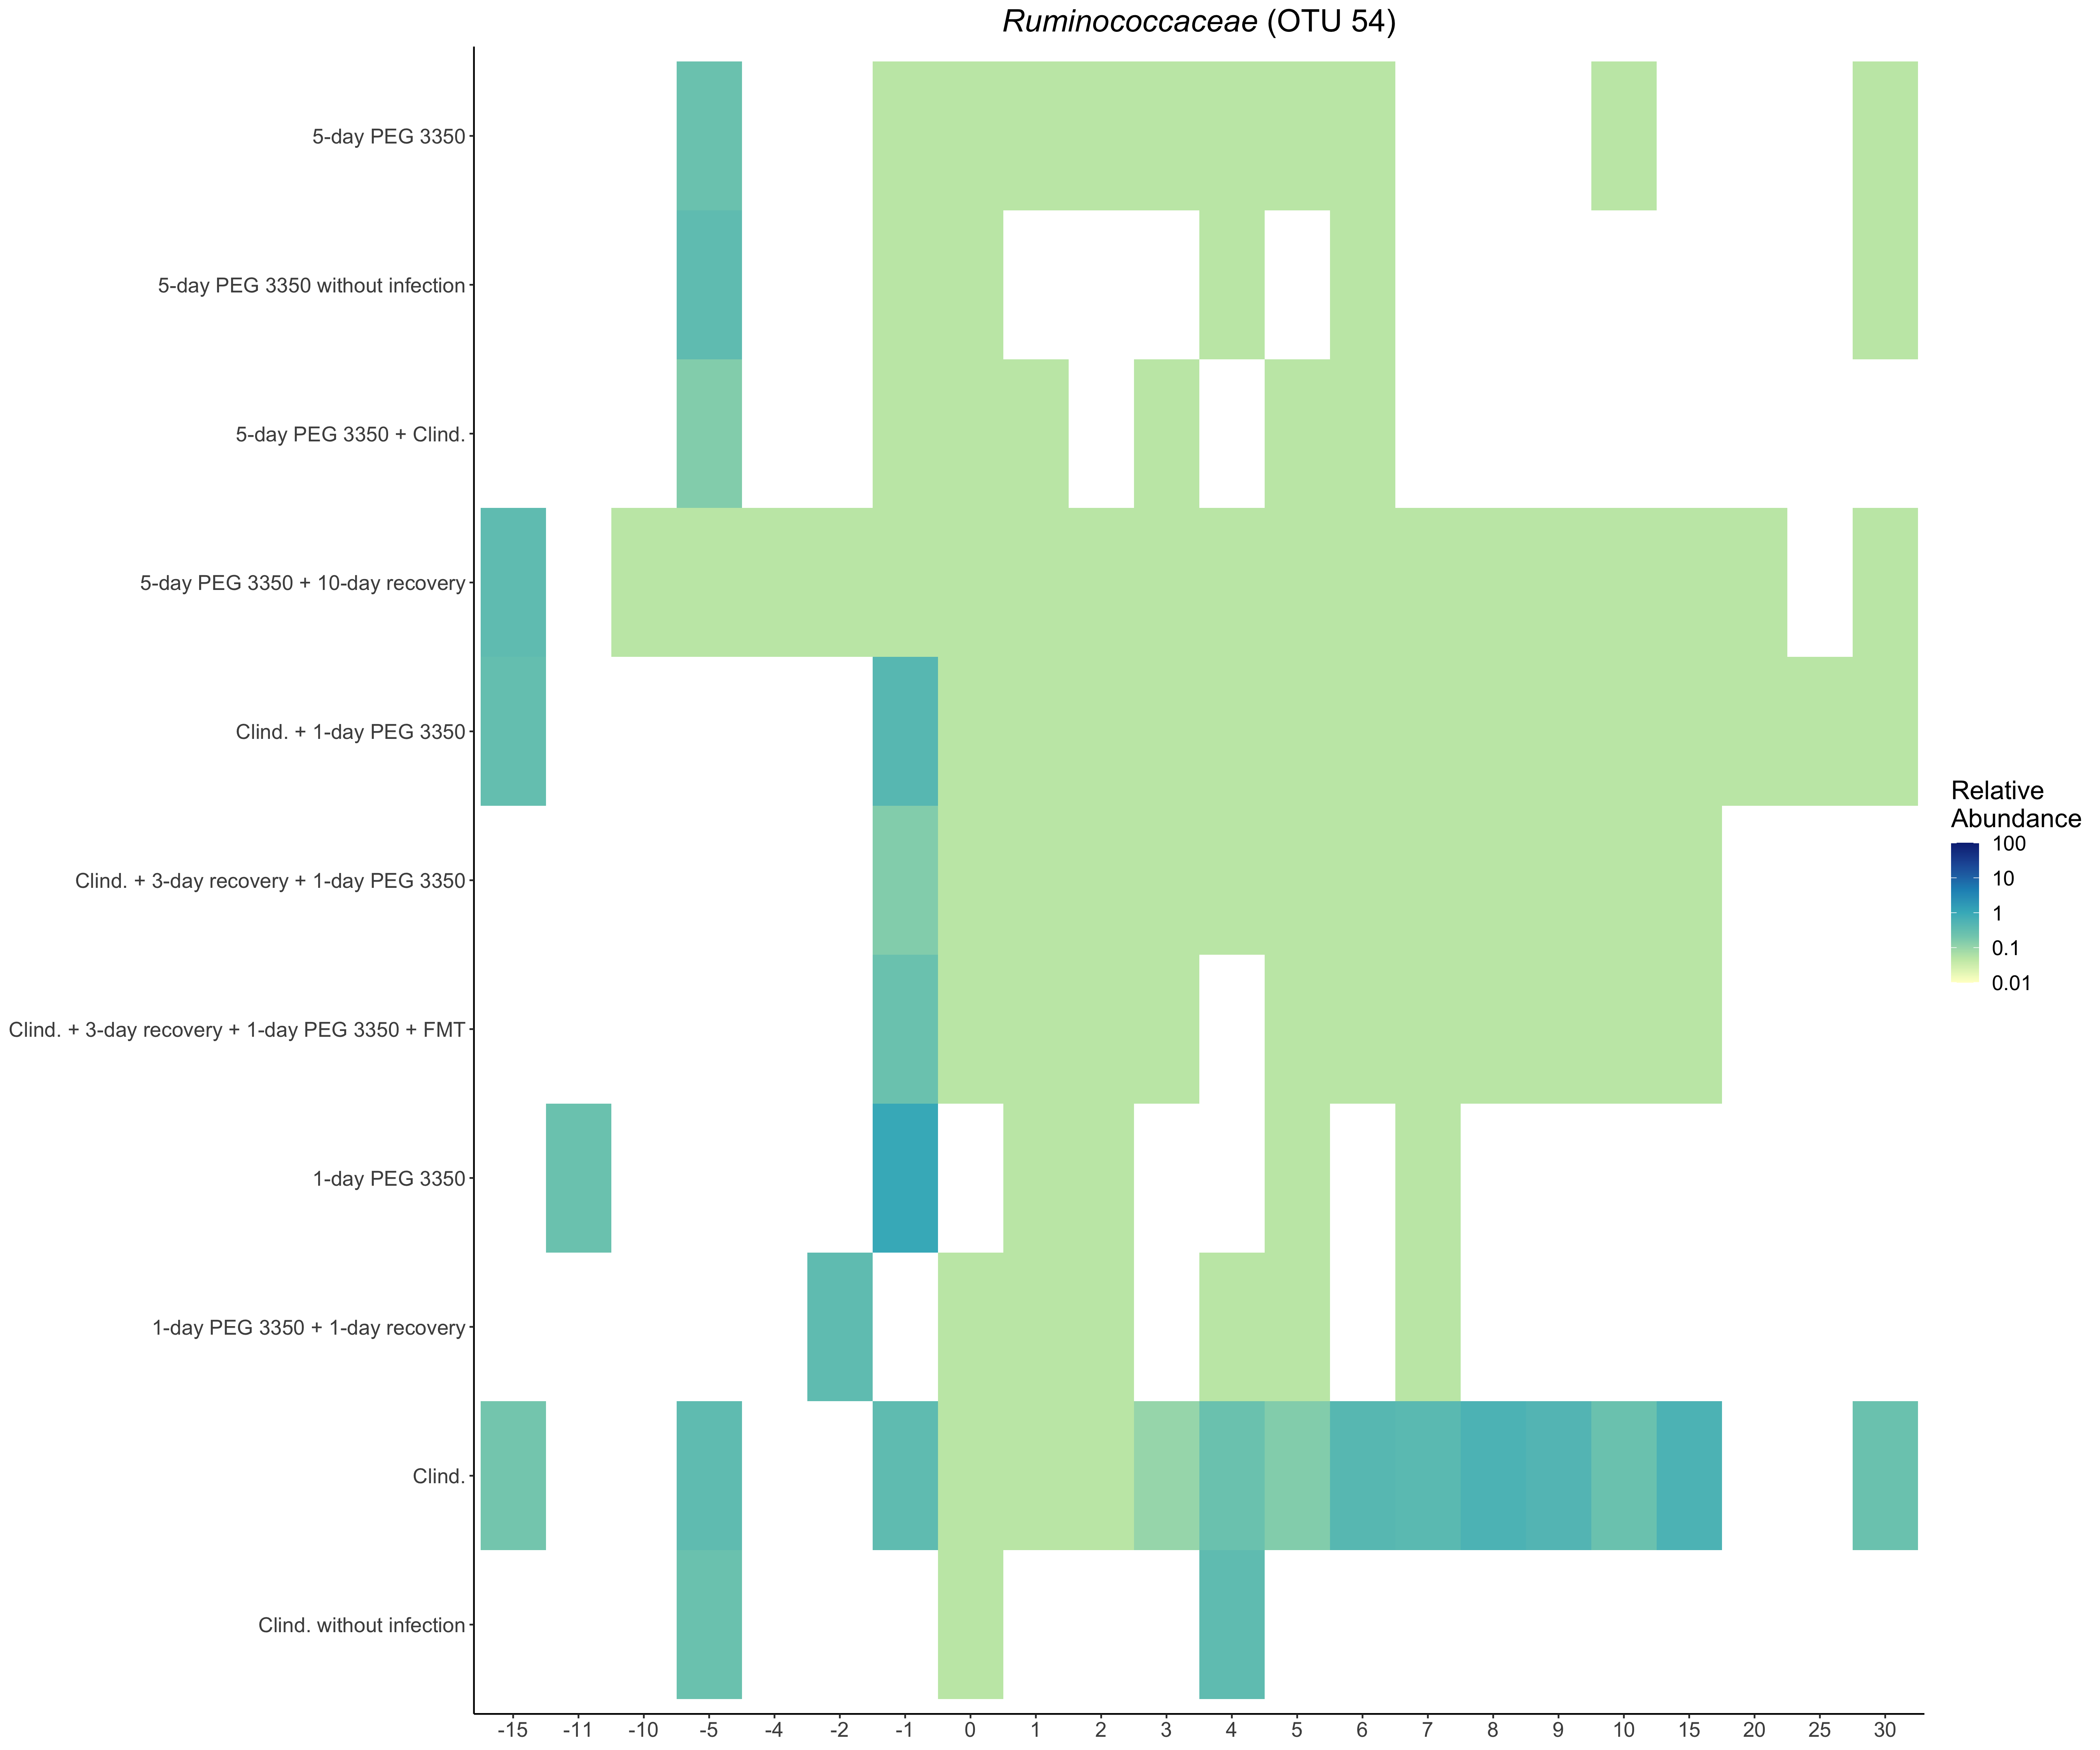 Ruminococcaceae (OTU 54)
5-day PEG 3350
5-day PEG 3350 without infection
5-day PEG 3350 + Clind.
5-day PEG 3350 + 10-day recovery
Clind. + 1-day PEG 3350
Clind. + 3-day recovery + 1-day PEG 3350
Clind. + 3-day recovery + 1-day PEG 3350 + FMT
1-day PEG 3350
1-day PEG 3350 + 1-day recovery
Clind.
Clind. without infection
-15 -11 -10 -5 -4 -2 -1 0 1 2 3 4 5 6 7 8 9 10 15 20 25 30
Relative
Abundance
100
10
1
0.1
0.01